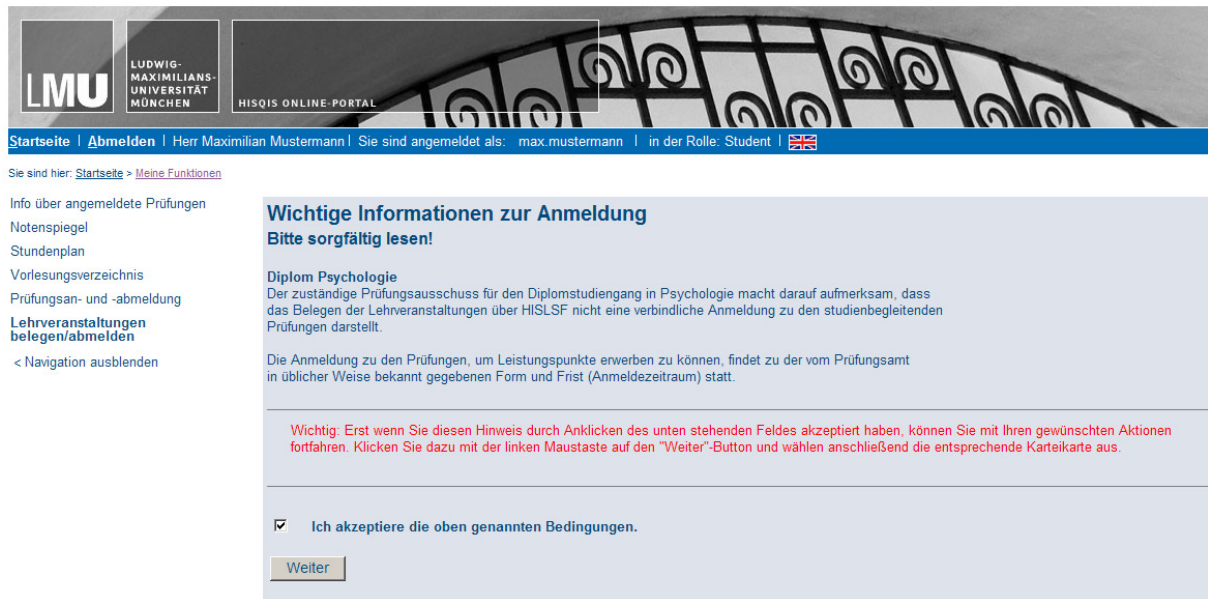 LMU
LUDWIG-
MAXIMILIANS-
UNIVERSITÄT
MÜNCHEN
HISQIS ONLINE-PORTAL
Startseite | Abmelden | Herr Maximilian Mustermann | Sie sind angemeldet als: max.mustermann | in der Rolle: Student |
Sie sind hier: Startseite > Meine Funktionen
Info über angemeldete Prüfungen
Notenspiegel
Stundenplan
Vorlesungsverzeichnis
Prüfungsan- und -abmeldung
Lehrveranstaltungen
belegen/abmelden
< Navigation ausblenden
Wichtige Informationen zur Anmeldung
Bitte sorgfältig lesen!
Diplom Psychologie
Der zuständige Prüfungsausschuss für den Diplomstudiengang in Psychologie macht darauf aufmerksam, dass
das Belegen der Lehrveranstaltungen über HISLSF nicht eine verbindliche Anmeldung zu den studienbegleitenden
Prüfungen darstellt.
Die Anmeldung zu den Prüfungen, um Leistungspunkte erwerben zu können, findet zu der vom Prüfungsamt
in üblicher Weise bekannt gegebenen Form und Frist (Anmeldezeitraum) statt.
Wichtig: Erst wenn Sie diesen Hinweis durch Anklicken des unten stehenden Feldes akzeptiert haben, können Sie mit Ihren gewünschten Aktionen
fortfahren. Klicken Sie dazu mit der linken Maustaste auf den "Weiter"-Button und wählen anschließend die entsprechende Karteikarte aus.
Ich akzeptiere die oben genannten Bedingungen.
Weiter